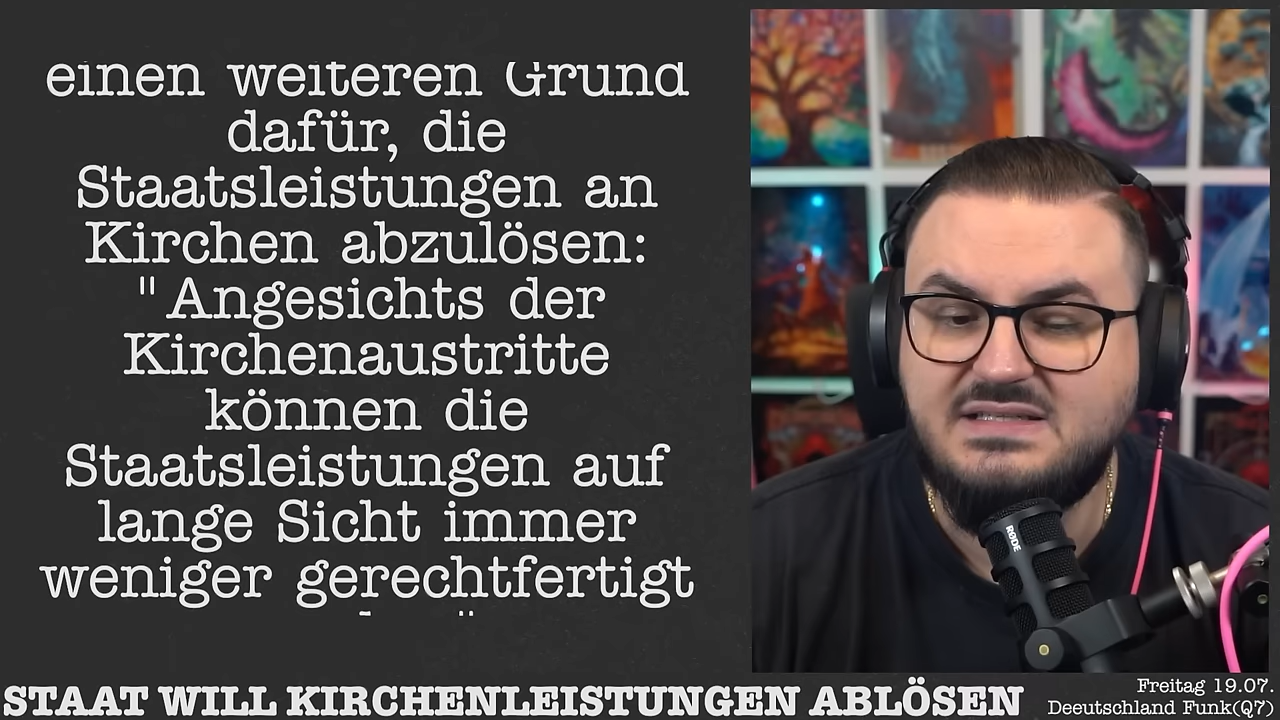 einen weiteren Grund
dafür, die
Staatsleistungen an
Kirchen abzulösen:
"Angesichts der
Kirchenaustritte
können die
Staatsleistungen auf
lange Sicht immer
weniger gerechtfertigt
RØDE
STAAT WILL KIRCHENLEISTUNGEN ABLÖSEN
Freitag 19.07.
Deeutschland Funk(Q7)